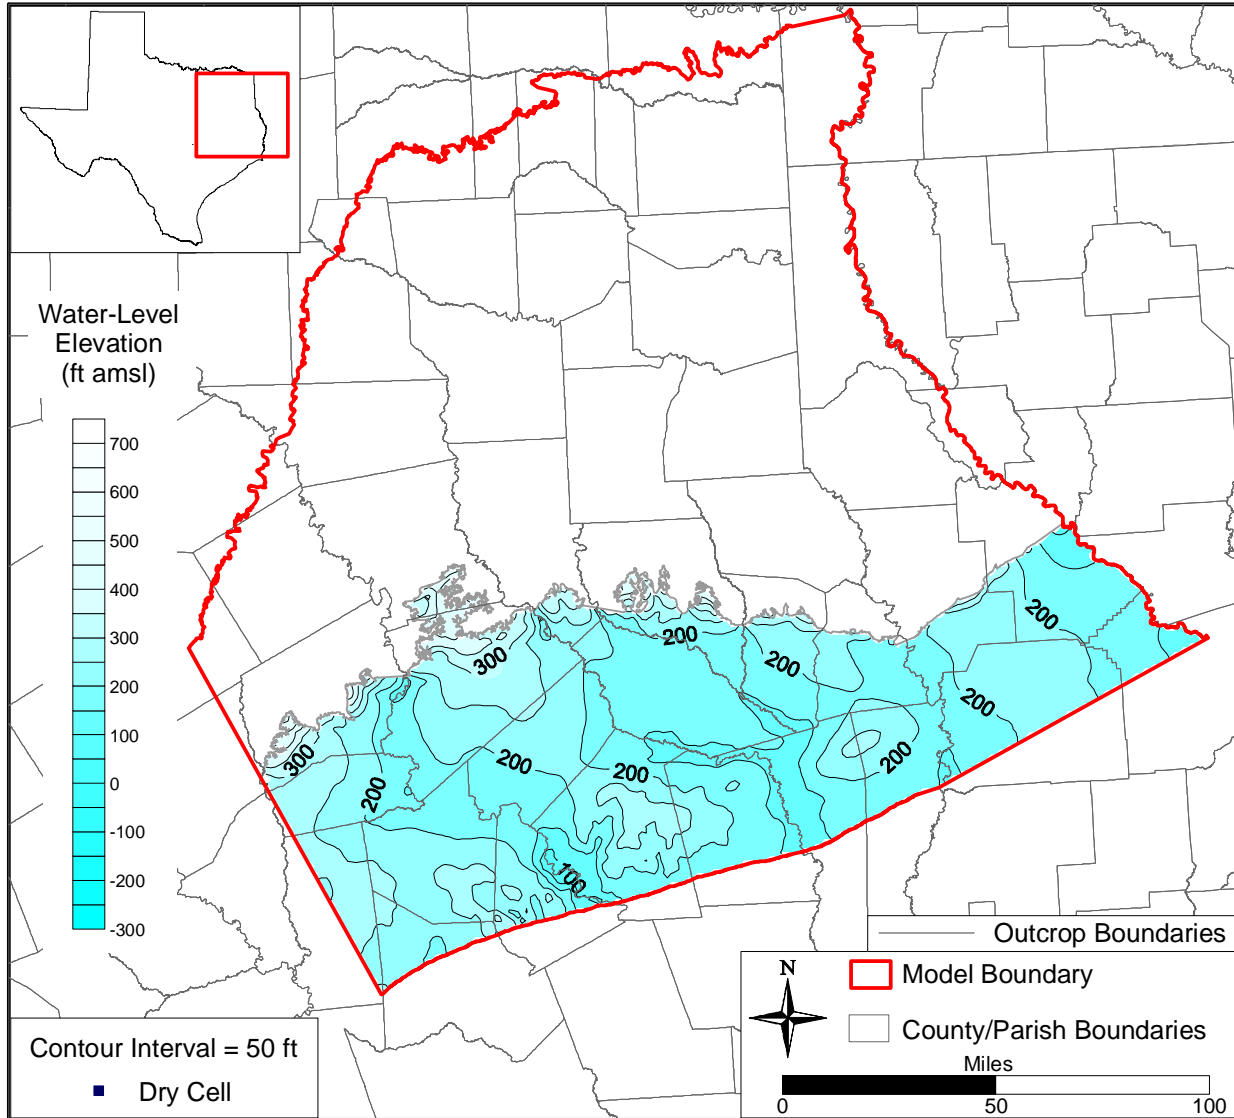 Water-Level
Elevation
(ft amsl)
700
600
500
400
300
200
100
0
-100
-200
-300
200
200
300
200
200
300
200
200
200
200
100
Outcrop Boundaries
N
Model Boundary
County/Parish Boundaries
Miles
0
50
100
Contour Interval = 50 ft
Dry Cell